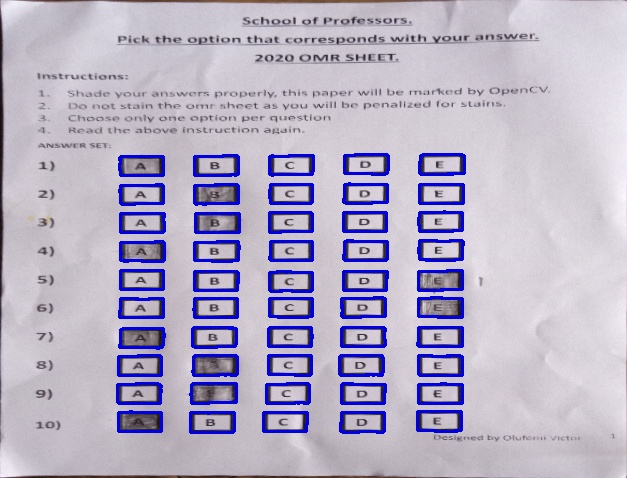 School of Professors.
Pick the option that corresponds with your answer.
2020 OMR SHEET.
Instructions:
1. Shade your answers properly, this paper will be marked by OpenCV.
2. Do not stain the omr sheet as you will be penalized for stains.
3. Choose only one option per question
4. Read the above instruction again.
ANSWER SET:
1) A B C D E
2) A B C D E
3) A B C D E
4) A B C D E
5) A B C D E
6) A B C D E
7) A B C D E
8) A B C D E
9) A B C D E
10) A B C D E
Designed by Olufemi Victor 1